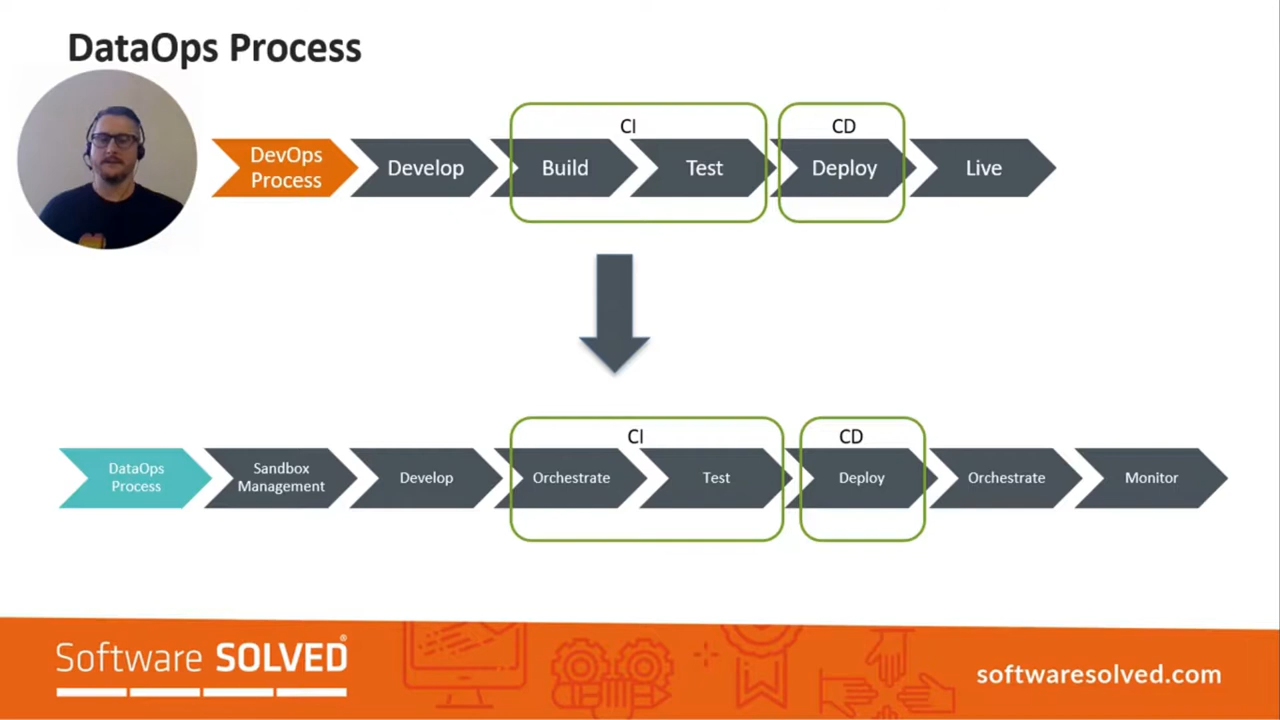 DataOps Process
CI
CD
DevOps
Process
Develop
Build
Test
Deploy
Live
CI
CD
DataOps
Process
Sandbox
Management
Develop
Orchestrate
Test
Deploy
Orchestrate
Monitor
Software SOLVED®
softwaresolved.com